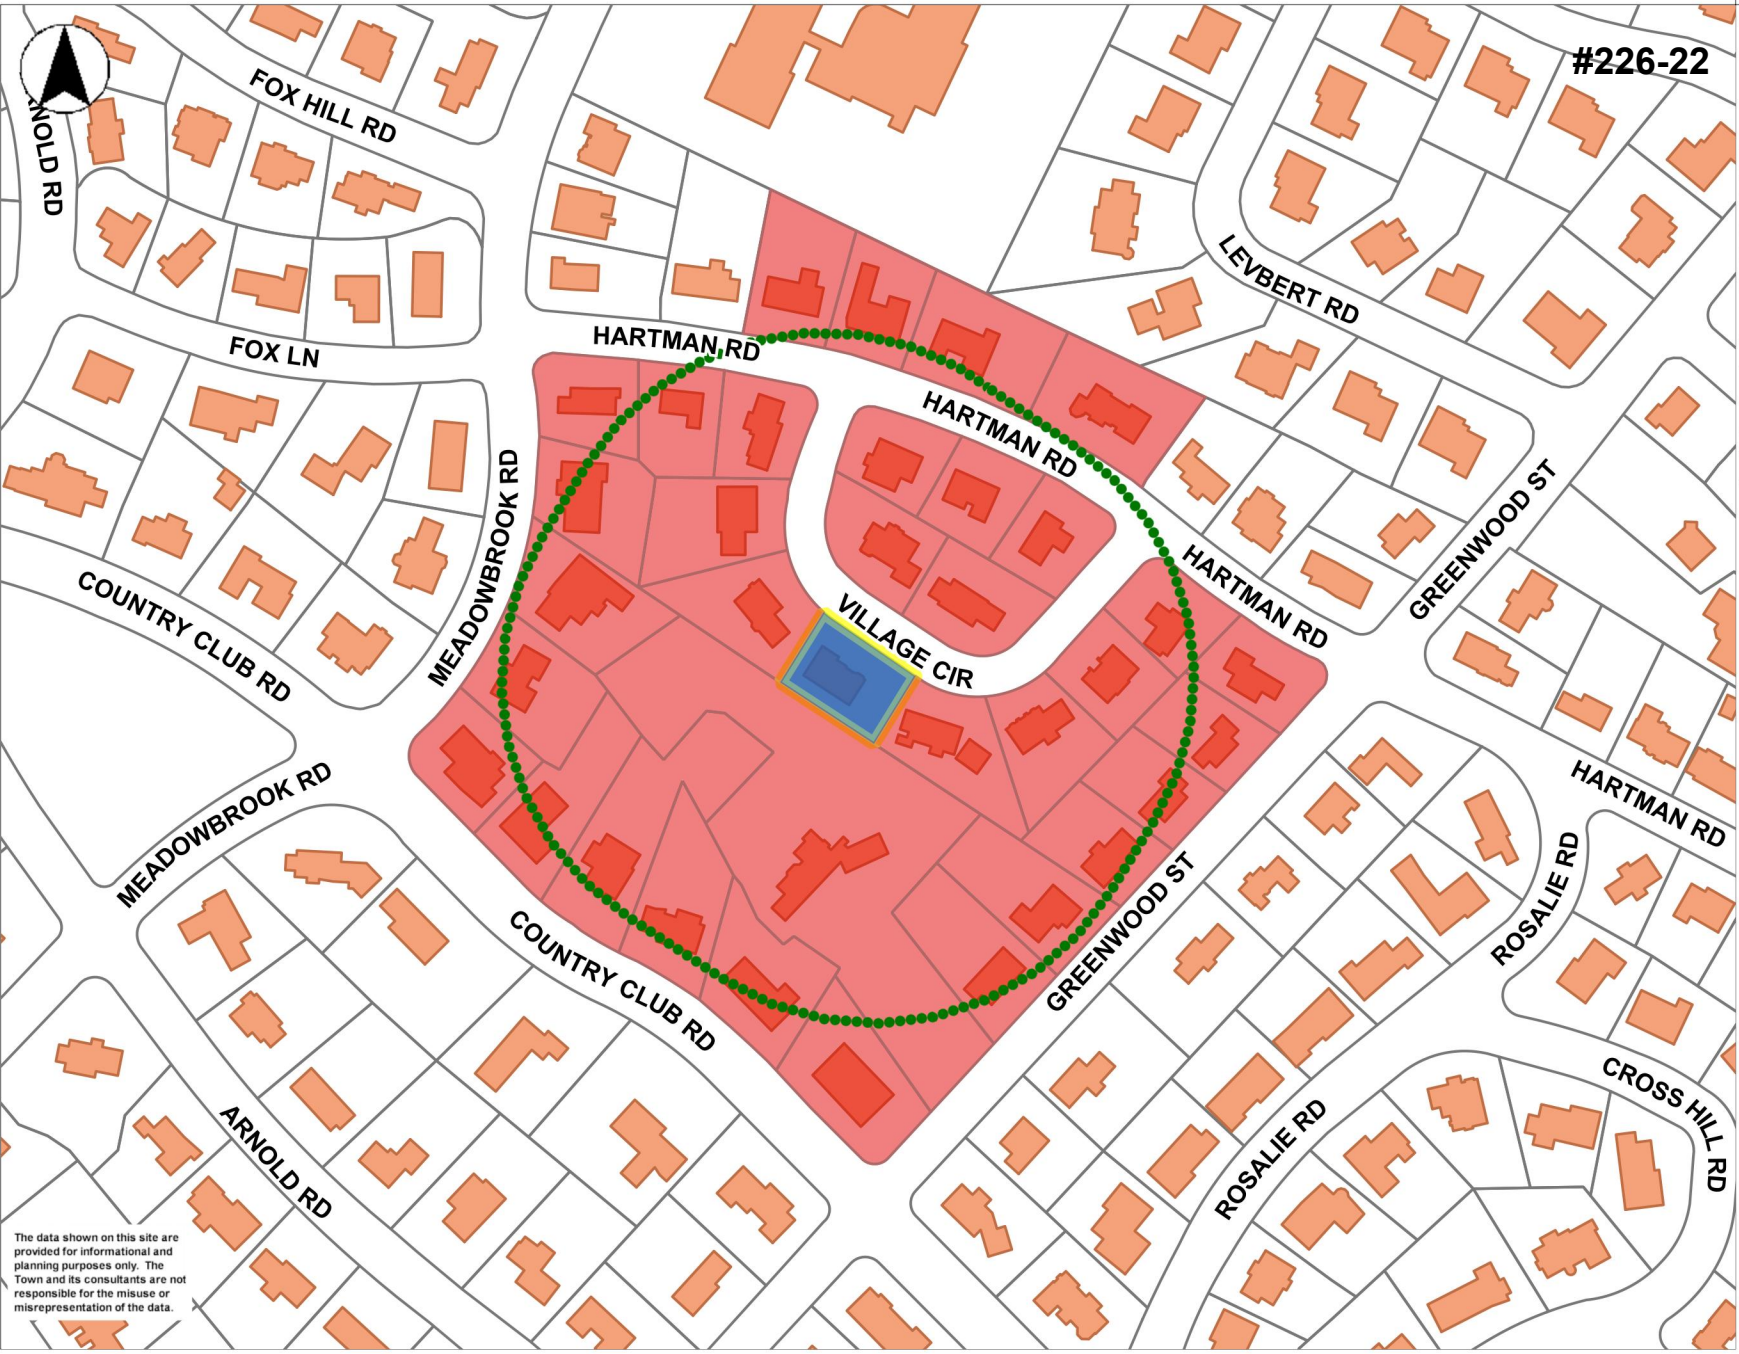 #226-22
FOX HILL RD
NOLD RD
LEVBERT RD
HARTMAN RD
FOX LN
HARTMAN RD
MEADOWBROOK RD
GREENWOOD ST
HARTMAN RD
COUNTRY CLUB RD
VILLAGE CIR
MEADOWBROOK RD
HARTMAN RD
ROSALIE RD
GREENWOOD ST
COUNTRY CLUB RD
CROSS HILL RD
ROSALIE RD
ARNOLD RD
The data shown on this site are
provided for informational and
planning purposes only. The
Town and its consultants are not
responsible for the misuse or
misrepresentation of the data.